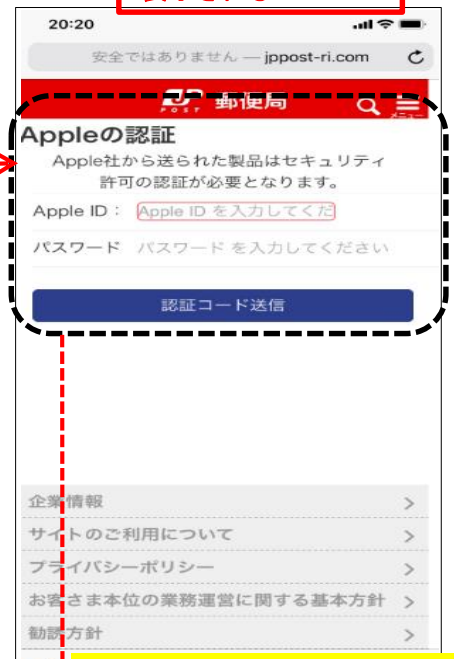 20:20
安全ではありません — jppost-ri.com
POST 郵便局
メニュー
Appleの認証
Apple社から送られた製品はセキュリティ
許可の認証が必要となります。
Apple ID： Apple ID を入力してくだ
パスワード パスワード を入力してください
認証コード送信
企業情報
サイトのご利用について
プライバシーポリシー
お客さま本位の業務運営に関する基本方針
勧誘方針